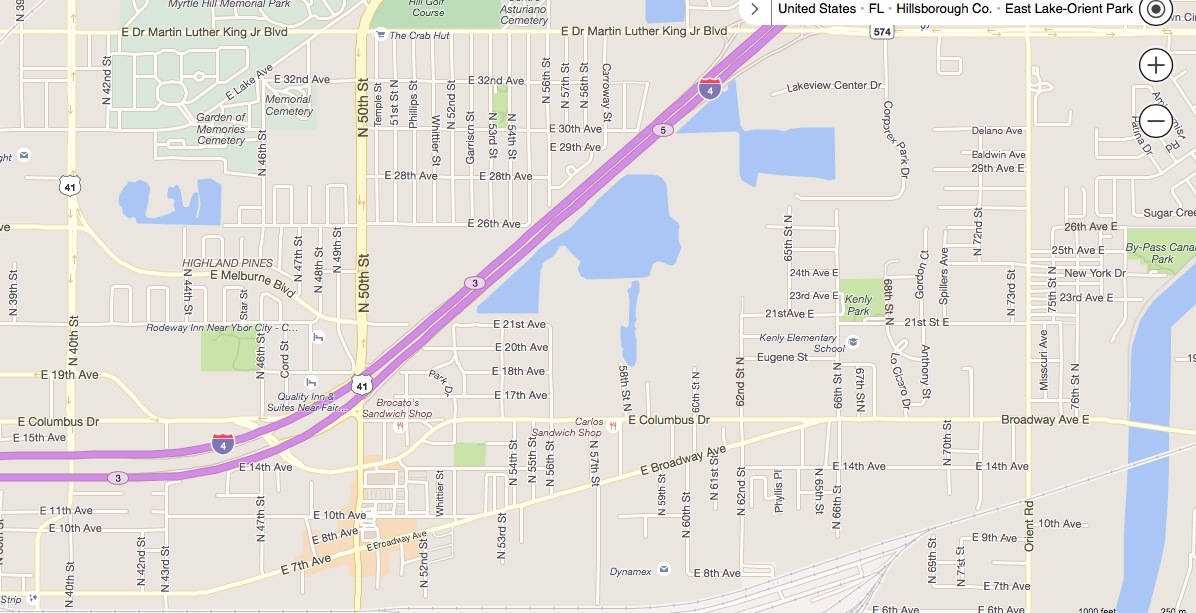 United States · FL · Hillsborough Co. · East Lake-Orient Park
Myrtle Hill Memorial Park
Hill Golf
Course
Asturiano
Cemetery
N 39
E Dr Martin Luther King Jr Blvd
The Crab Hut
E Dr Martin Luther King Jr Blvd
574
N 42nd St
E Lake Ave
E 32nd Ave
Memorial
Cemetery
Garden of
Memories
Cemetery
N 46th St
N 50th St
Temple St
51st St N
Phillips St
Whittier St
N 52nd St
Garrison St
E 32nd Ave
N 53rd St
N 54th St
N 56th St
N 57th St
N 58th St
Carroway St
4
5
E 30th Ave
E 29th Ave
E 28th Ave
E 28th Ave
E 26th Ave
Lakeview Center Dr
Corporex Park Dr
Delano Ave
Baldwin Ave
29th Ave E
Patina Dr
Rd
41
HIGHLAND PINES
E Melburne Blvd
N 47th St
N 48th St
N 49th St
N 44th St
Star St
N 39th St
N 40th St
N 50th St
3
65th St N
N 72nd St
Sugar Cree
26th Ave E
25th Ave E
By-Pass Canal
Park
New York Dr
24th Ave E
23rd Ave E
Kenly
Park
68th St N
Gordon Ct
Spillers Ave
N 73rd St
75th St N
23rd Ave E
21stAve E
21st St E
Rodeway Inn Near Ybor City - C...
N 46th St
Cord St
E 21st Ave
E 20th Ave
E 18th Ave
E 17th Ave
Kenly Elementary
School
Eugene St
Lo Cicero Dr
Anthony St
Missouri Ave
76th St N
E 19th Ave
41
Quality Inn &
Suites Near Fair...
Brocato's
Sandwich Shop
58th St N
60th St N
62nd St N
66th St N
67th St N
E Columbus Dr
E 15th Ave
4
Carlos
Sandwich Shop
E Columbus Dr
Broadway Ave E
3
E 14th Ave
N 54th St
N 55th St
N 56th St
N 57th St
E Broadway Ave
E 14th Ave
N 70th St
E 14th Ave
Whittier St
N 59th St
N 60th St
N 61st St
N 62nd St
Phyllis Pl
N 65th St
N 66th St
E 11th Ave
E 10th Ave
N 47th St
E 10th Ave
E 8th Ave
E Broadway Ave
E 7th Ave
N 53rd St
N 52nd St
N 40th St
N 42nd St
N 43rd St
Orient Rd
10th Ave
E 9th Ave
N 69th St
N 71st St
Dynamex
E 8th Ave
E 7th Ave
E 6th Ave
E 6th Ave
Strip
1000 feet
250 m